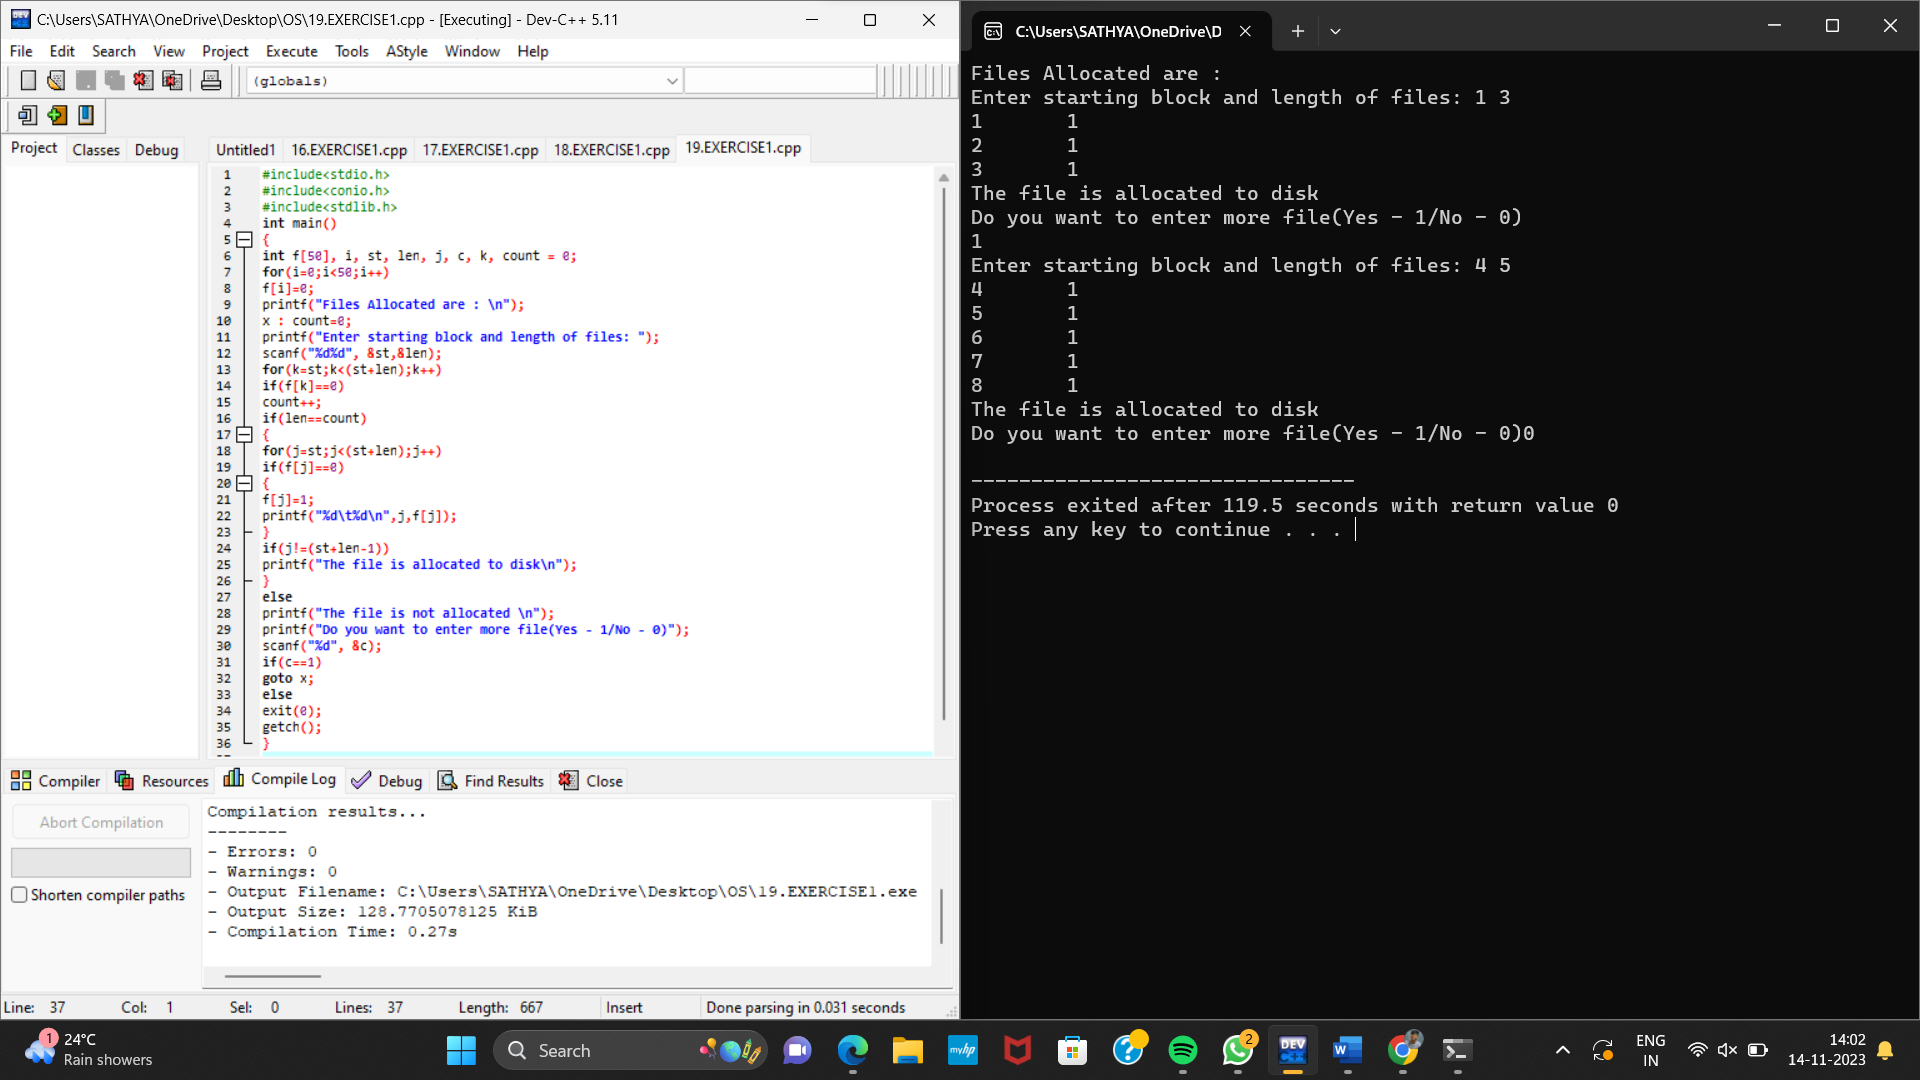 C:\Users\SATHYA\OneDrive\Desktop\OS\19.EXERCISE1.cpp - [Executing] - Dev-C++ 5.11
File Edit Search View Project Execute Tools AStyle Window Help
(globals)
Project Classes Debug
Untitled1 16.EXERCISE1.cpp 17.EXERCISE1.cpp 18.EXERCISE1.cpp 19.EXERCISE1.cpp
1 #include<stdio.h>
2 #include<conio.h>
3 #include<stdlib.h>
4 int main()
5 {
6 int f[50], i, st, len, j, c, k, count = 0;
7 for(i=0;i<50;i++)
8 f[i]=0;
9 printf("Files Allocated are : \n");
10 x : count=0;
11 printf("Enter starting block and length of files: ");
12 scanf("%d%d", &st,&len);
13 for(k=st;k<(st+len);k++)
14 if(f[k]==0)
15 count++;
16 if(len==count)
17 {
18 for(j=st;j<(st+len);j++)
19 if(f[j]==0)
20 {
21 f[j]=1;
22 printf("%d\t%d\n",j,f[j]);
23 }
24 if(j!=(st+len-1))
25 printf("The file is allocated to disk\n");
26 }
27 else
28 printf("The file is not allocated \n");
29 printf("Do you want to enter more file(Yes - 1/No - 0)");
30 scanf("%d", &c);
31 if(c==1)
32 goto x;
33 else
34 exit(0);
35 getch();
36 }
Compiler Resources Compile Log Debug Find Results Close
Abort Compilation
Shorten compiler paths
Compilation results...
--------
- Errors: 0
- Warnings: 0
- Output Filename: C:\Users\SATHYA\OneDrive\Desktop\OS\19.EXERCISE1.exe
- Output Size: 128.7705078125 KiB
- Compilation Time: 0.27s
Line: 37 Col: 1 Sel: 0 Lines: 37 Length: 667 Insert Done parsing in 0.031 seconds
C:\Users\SATHYA\OneDrive\D
Files Allocated are :
Enter starting block and length of files: 1 3
1 1
2 1
3 1
The file is allocated to disk
Do you want to enter more file(Yes - 1/No - 0)
1
Enter starting block and length of files: 4 5
4 1
5 1
6 1
7 1
8 1
The file is allocated to disk
Do you want to enter more file(Yes - 1/No - 0)0
--------------------------------
Process exited after 119.5 seconds with return value 0
Press any key to continue . . .
1
24°C
Rain showers
Search
myhp
2
DEV
C++
W
ENG
IN
14:02
14-11-2023